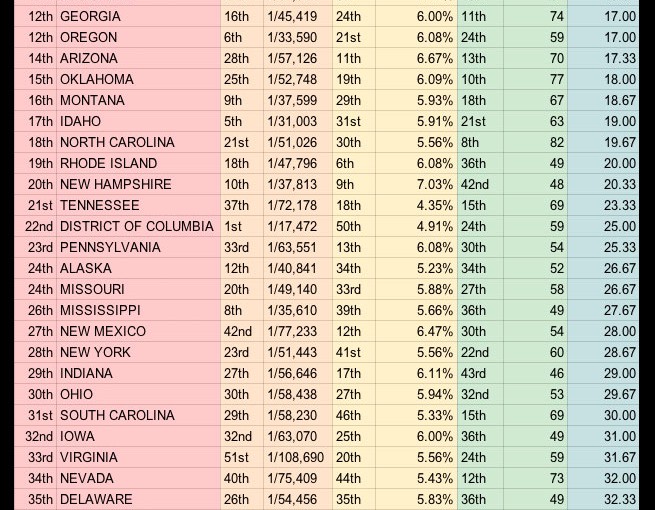 12th GEORGIA 16th 1/45,419 24th 6.00% 11th 74 17.00
12th OREGON 6th 1/33,590 21st 6.08% 24th 59 17.00
14th ARIZONA 28th 1/57,126 11th 6.67% 13th 70 17.33
15th OKLAHOMA 25th 1/52,748 19th 6.09% 10th 77 18.00
16th MONTANA 9th 1/37,599 29th 5.93% 18th 67 18.67
17th IDAHO 5th 1/31,003 31st 5.91% 21st 63 19.00
18th NORTH CAROLINA 21st 1/51,026 30th 5.56% 8th 82 19.67
19th RHODE ISLAND 18th 1/47,796 6th 6.08% 36th 49 20.00
20th NEW HAMPSHIRE 10th 1/37,813 9th 7.03% 42nd 48 20.33
21st TENNESSEE 37th 1/72,178 18th 4.35% 15th 69 23.33
22nd DISTRICT OF COLUMBIA 1st 1/17,472 50th 4.91% 24th 59 25.00
23rd PENNSYLVANIA 33rd 1/63,551 13th 6.08% 30th 54 25.33
24th ALASKA 12th 1/40,841 34th 5.23% 34th 52 26.67
24th MISSOURI 20th 1/49,140 33rd 5.88% 27th 58 26.67
26th MISSISSIPPI 8th 1/35,610 39th 5.66% 36th 49 27.67
27th NEW MEXICO 42nd 1/77,233 12th 6.47% 30th 54 28.00
28th NEW YORK 23rd 1/51,443 41st 5.56% 22nd 60 28.67
29th INDIANA 27th 1/56,646 17th 6.11% 43rd 46 29.00
30th OHIO 30th 1/58,438 27th 5.94% 32nd 53 29.67
31st SOUTH CAROLINA 29th 1/58,230 46th 5.33% 15th 69 30.00
32nd IOWA 32nd 1/63,070 25th 6.00% 36th 49 31.00
33rd VIRGINIA 51st 1/108,690 20th 5.56% 24th 59 31.67
34th NEVADA 40th 1/75,409 44th 5.43% 12th 73 32.00
35th DELAWARE 26th 1/54,456 35th 5.83% 36th 49 32.33